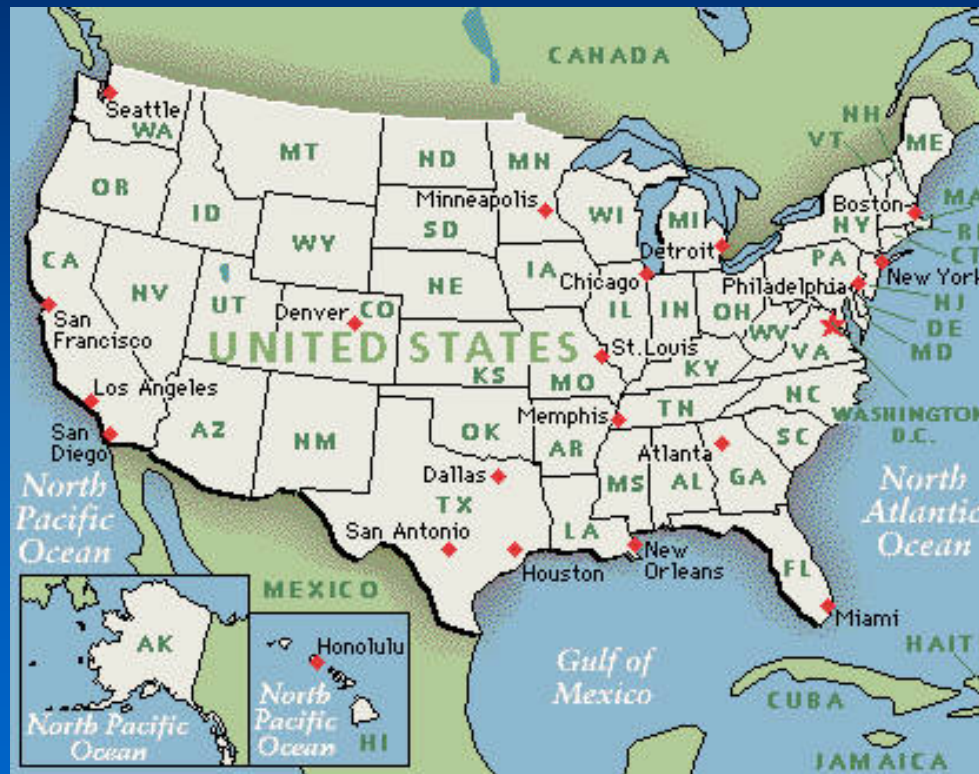 CANADA
NH
VT
ME
Seattle
WA
MT
ND
MN
OR
ID
Minneapolis
WI
MI
Boston
MA
SD
NY
RI
WY
Detroit
CT
CA
IA
PA
New York
NV
NE
Chicago
Philadelphia
UT
Denver
CO
IL
IN
OH
NJ
San
Francisco
WV
DE
UNITED STATES
St.Louis
VA
MD
KS
KY
MO
Los Angeles
NC
TN
Memphis
WASHINGTON
D.C.
AZ
NM
OK
AR
SC
San
Diego
Atlanta
Dallas
MS
AL
GA
North
Pacific
Ocean
TX
North
Atlantic
Ocean
San Antonio
LA
New
Orleans
Houston
FL
MEXICO
Miami
AK
Honolulu
Gulf of
Mexico
HAIT
North
Pacific
Ocean
CUBA
North Pacific
Ocean
HI
JAMAICA